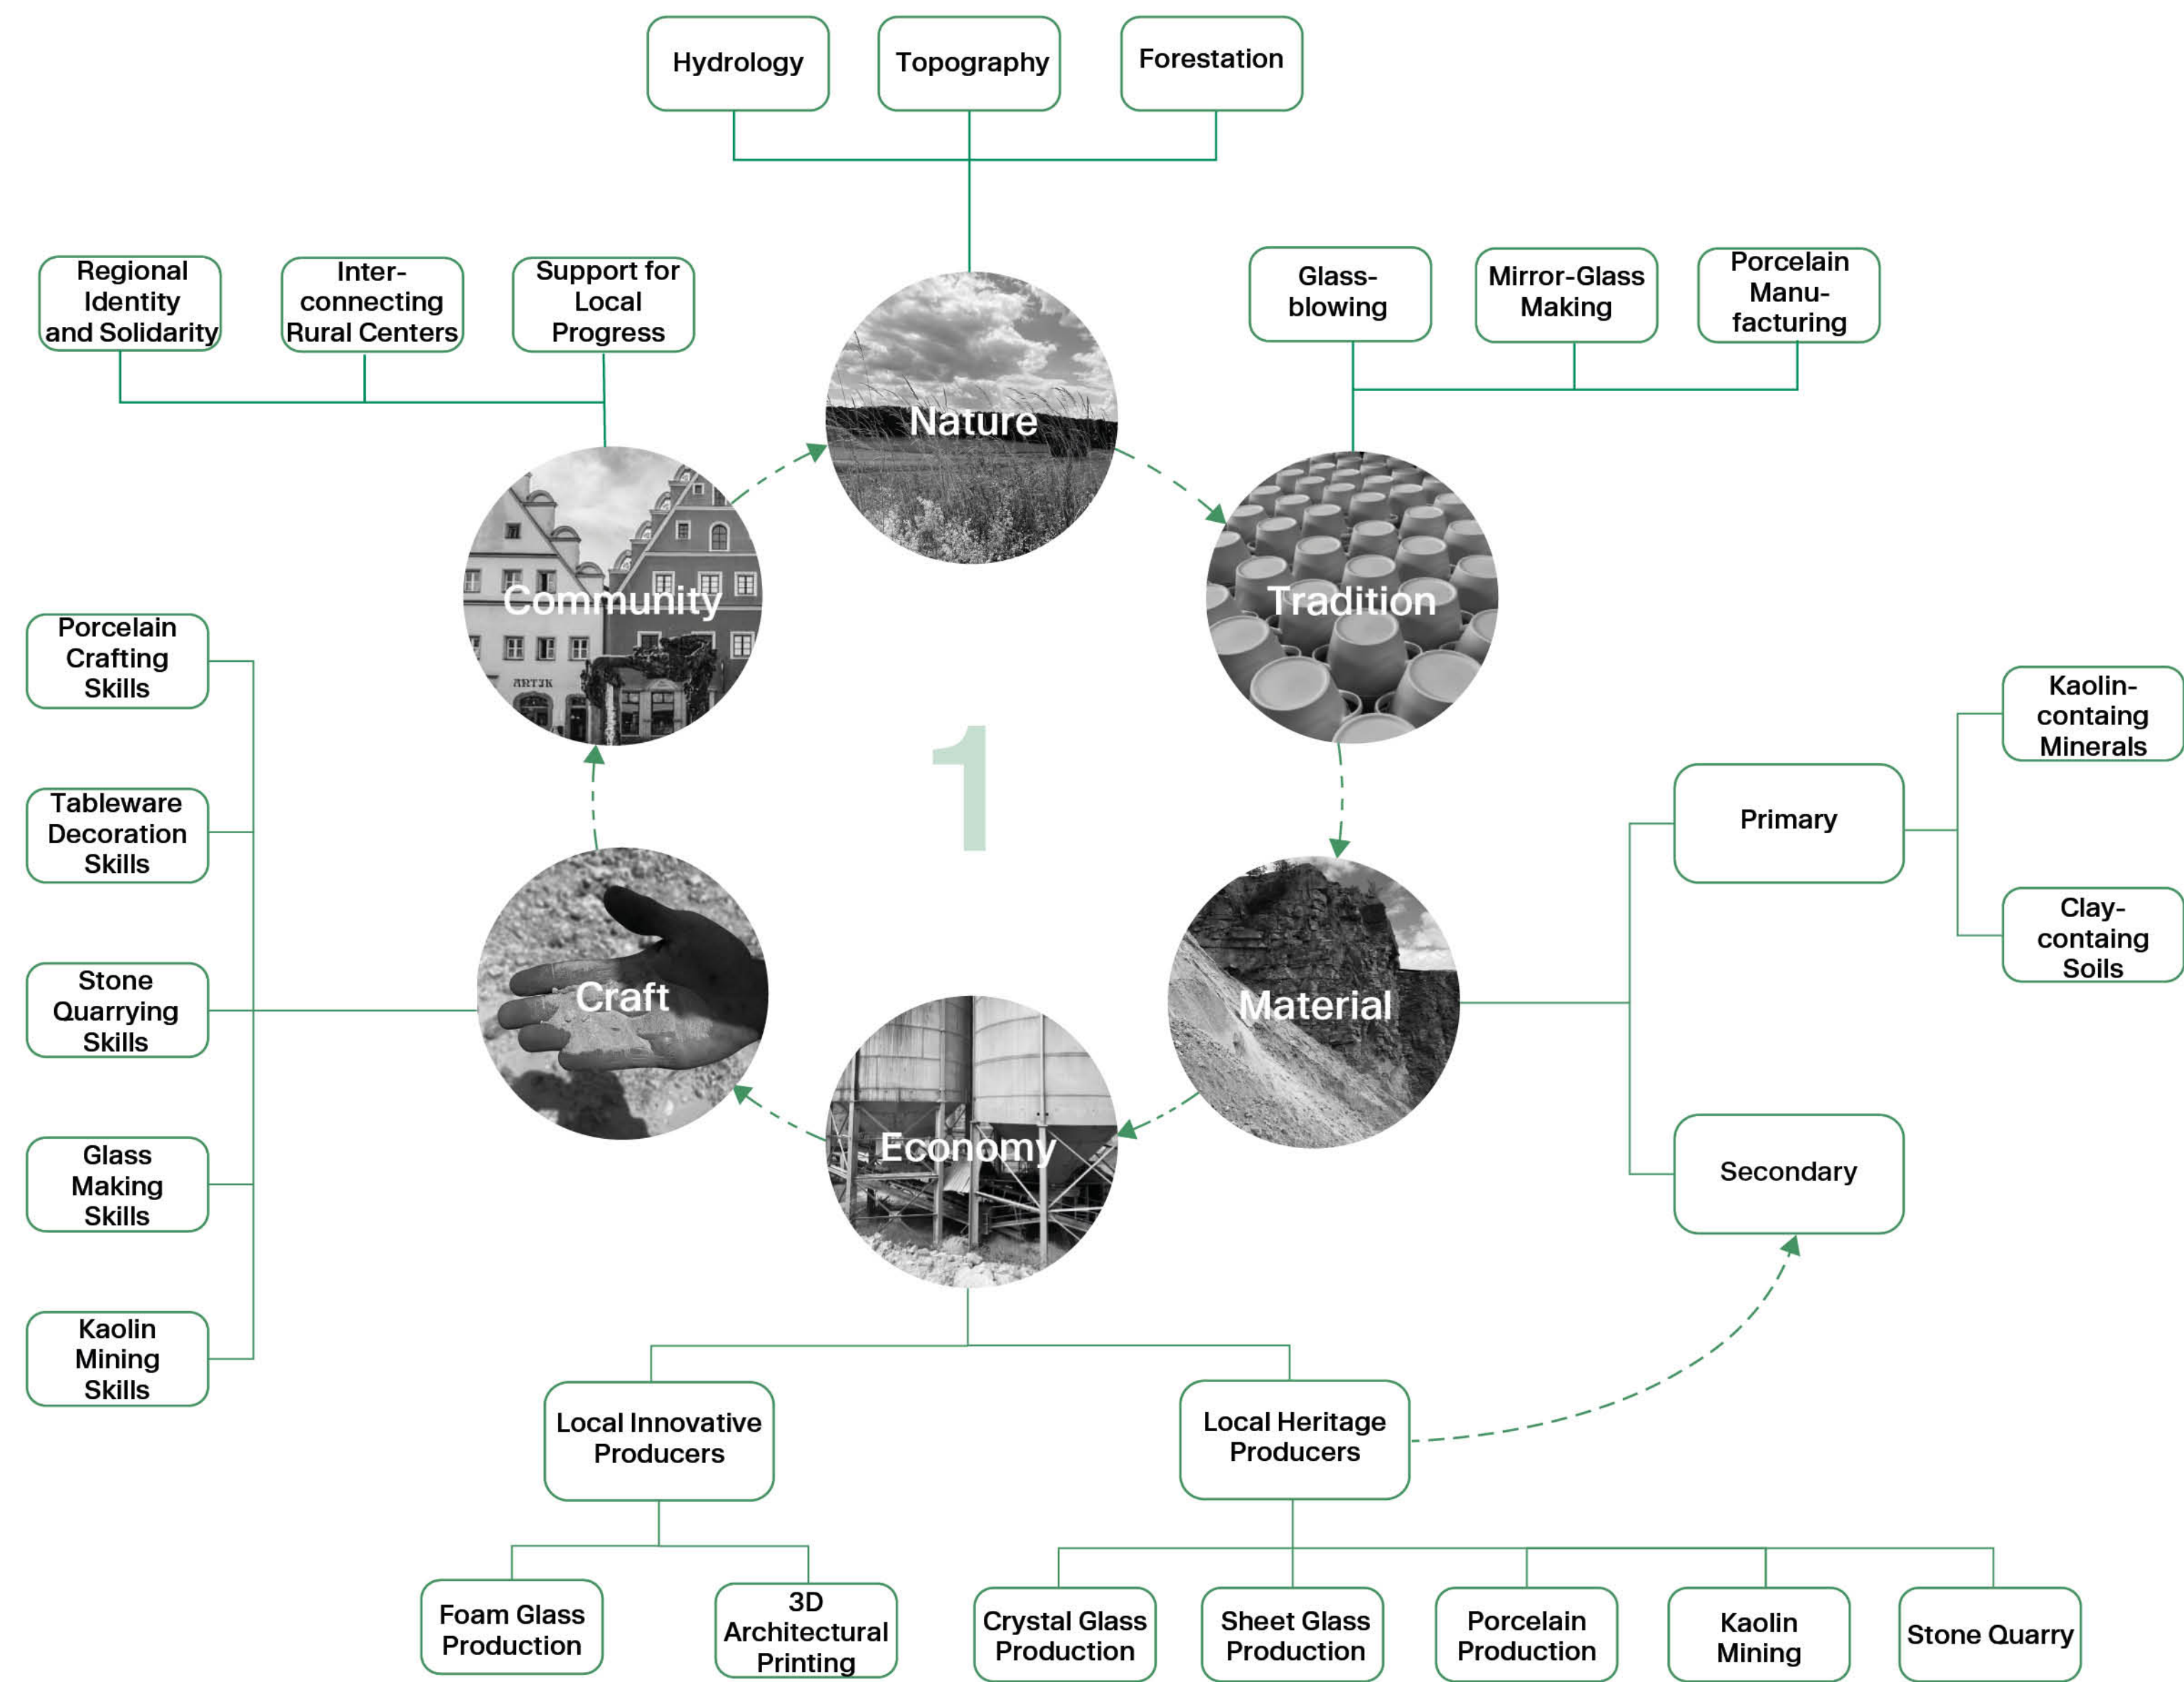 Hydrology
Topography
Forestation
Regional
Identity
and Solidarity
Inter-
connecting
Rural Centers
Support for
Local
Progress
Glass-
blowing
Mirror-Glass
Making
Porcelain
Manu-
facturing
Nature
Community
Tradition
ANTIK
1
Porcelain
Crafting
Skills
Tableware
Decoration
Skills
Stone
Quarrying
Skills
Glass
Making
Skills
Kaolin
Mining
Skills
Craft
Material
Economy
Primary
Kaolin-
containg
Minerals
Clay-
containg
Soils
Secondary
Local Innovative
Producers
Local Heritage
Producers
Foam Glass
Production
3D
Architectural
Printing
Crystal Glass
Production
Sheet Glass
Production
Porcelain
Production
Kaolin
Mining
Stone Quarry